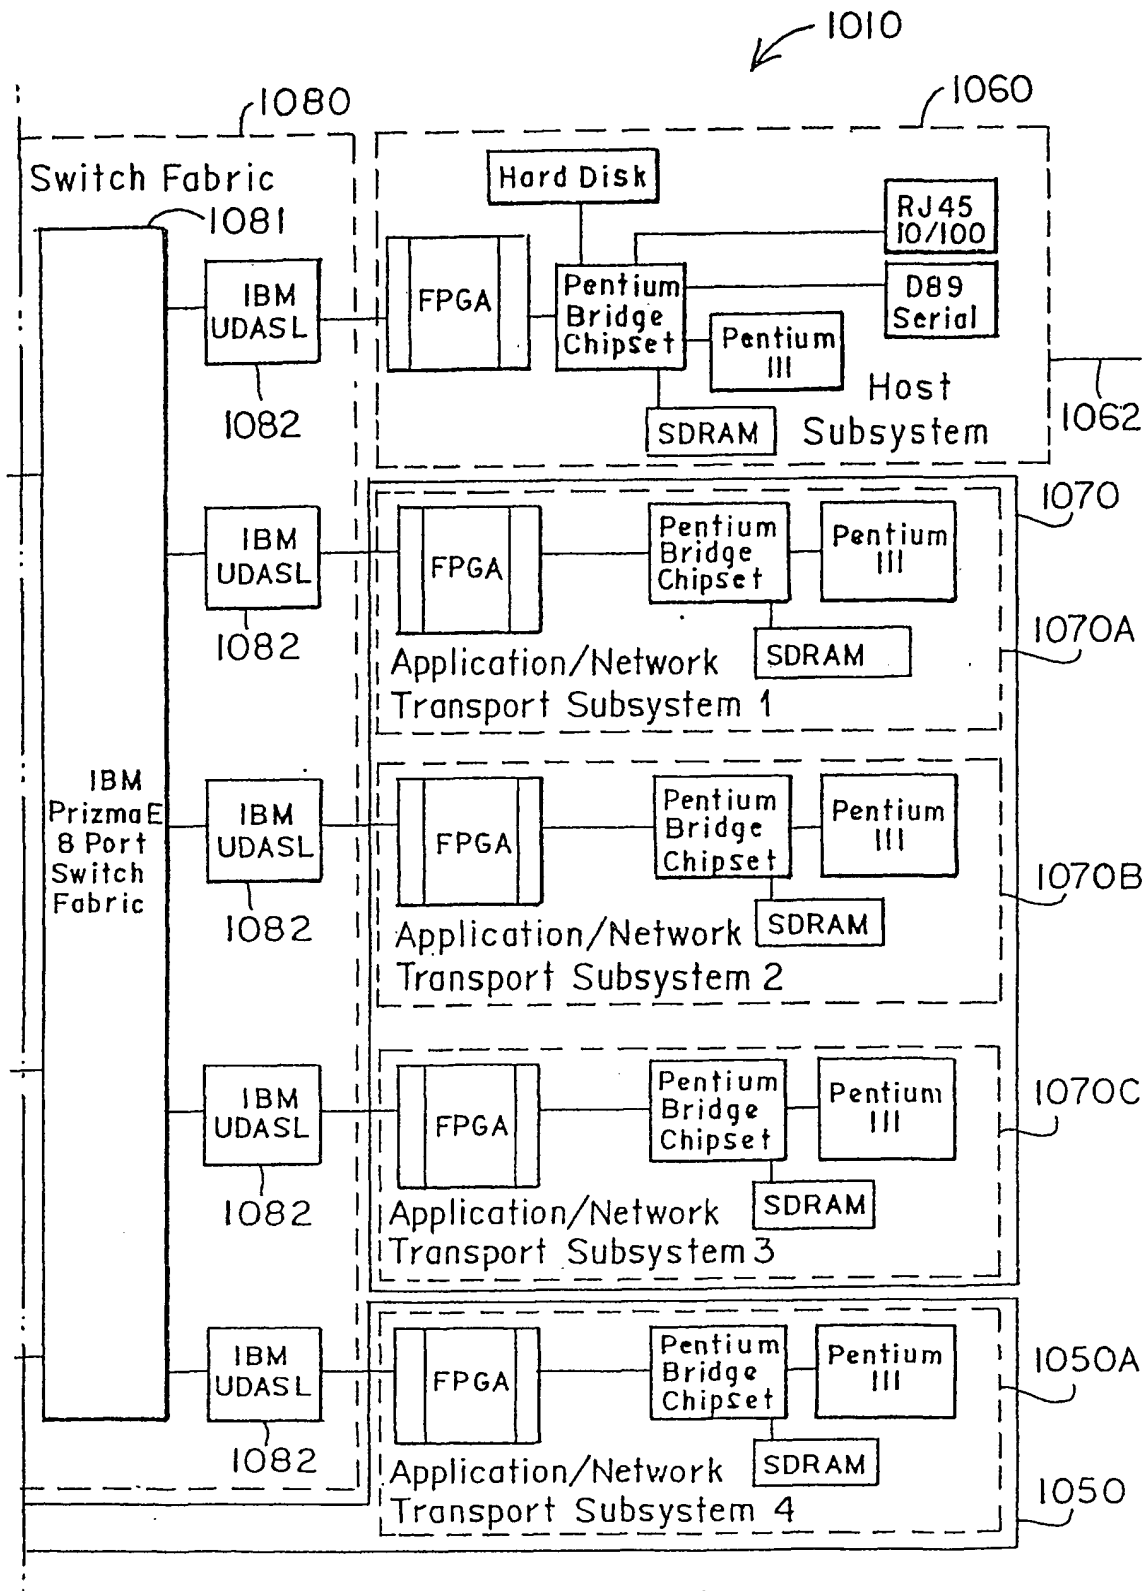 1010
1080
1060
Switch Fabric
1081
Hard Disk
RJ45
10/100
IBM
UDASL
FPGA
Pentium
Bridge
Chipset
D89
Serial
Pentium
III
1082
SDRAM
Host
Subsystem
1062
1070
IBM
UDASL
FPGA
Pentium
Bridge
Chipset
Pentium
III
1082
SDRAM
1070A
Application/Network
Transport Subsystem 1
IBM
PrizmaE
8 Port
Switch
Fabric
IBM
UDASL
FPGA
Pentium
Bridge
Chipset
Pentium
III
1082
SDRAM
1070B
Application/Network
Transport Subsystem 2
IBM
UDASL
FPGA
Pentium
Bridge
Chipset
Pentium
III
1070C
1082
SDRAM
Application/Network
Transport Subsystem 3
IBM
UDASL
FPGA
Pentium
Bridge
Chipset
Pentium
III
1050A
1082
SDRAM
Application/Network
Transport Subsystem 4
1050